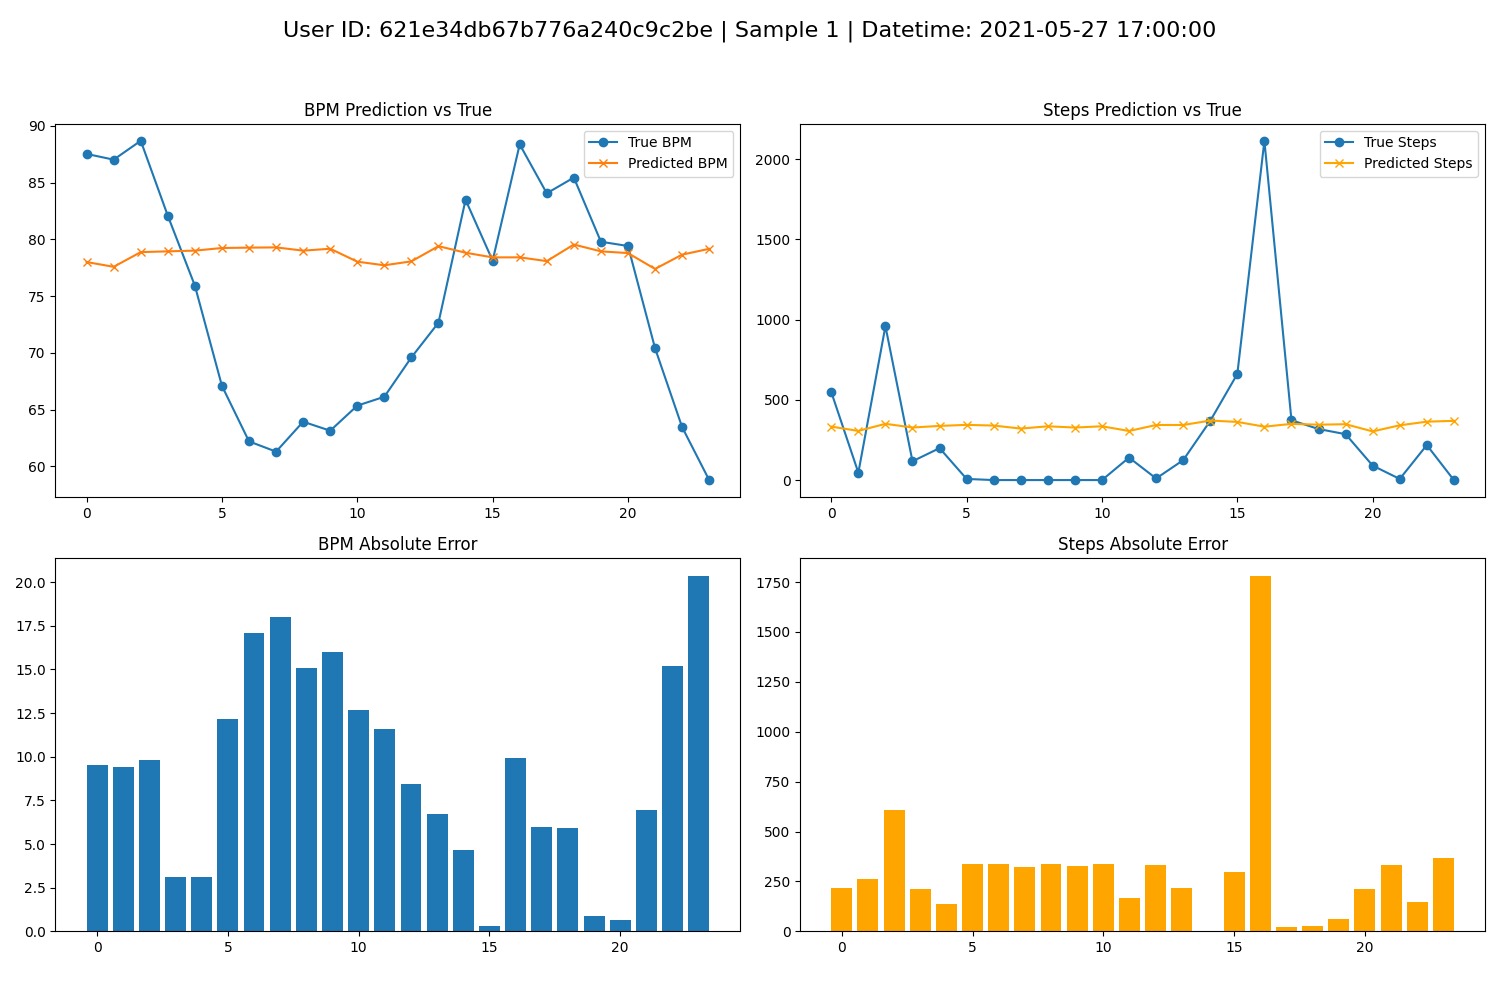 User ID: 621e34db67b776a240c9c2be | Sample 1 | Datetime: 2021-05-27 17:00:00
BPM Prediction vs True
90
85
80
75
70
65
60
0 5 10 15 20
True BPM
Predicted BPM
Steps Prediction vs True
2000
1500
1000
500
0
0 5 10 15 20
True Steps
Predicted Steps
BPM Absolute Error
20.0
17.5
15.0
12.5
10.0
7.5
5.0
2.5
0.0
0 5 10 15 20
Steps Absolute Error
1750
1500
1250
1000
750
500
250
0
0 5 10 15 20